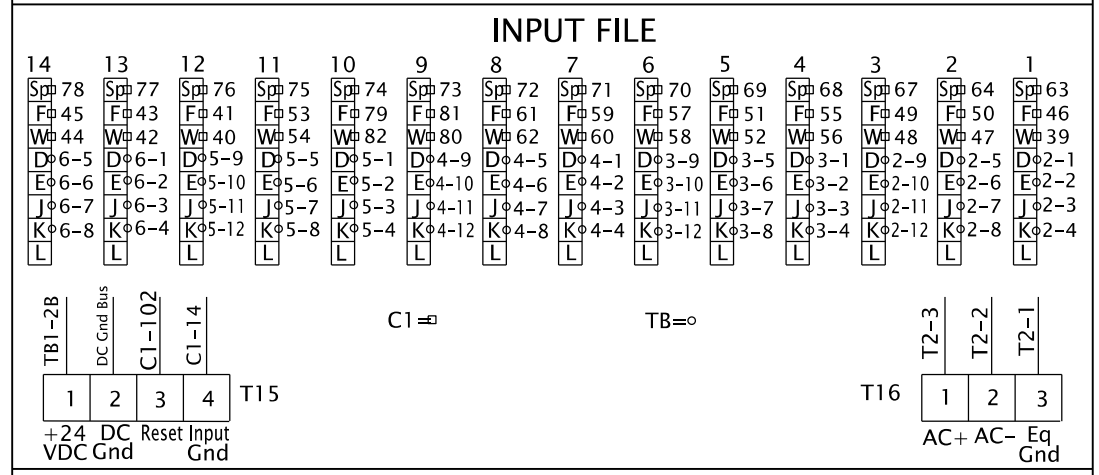 INPUT FILE
14 13 12 11 10 9 8 7 6 5 4 3 2 1
Sp 78 Sp 77 Sp 76 Sp 75 Sp 74 Sp 73 Sp 72 Sp 71 Sp 70 Sp 69 Sp 68 Sp 67 Sp 64 Sp 63
F 45 F 43 F 41 F 53 F 79 F 81 F 61 F 59 F 57 F 51 F 55 F 49 F 50 F 46
W 44 W 42 W 40 W 54 W 82 W 80 W 62 W 60 W 58 W 52 W 56 W 48 W 47 W 39
D 6-5 D 6-1 D 5-9 D 5-5 D 5-1 D 4-9 D 4-5 D 4-1 D 3-9 D 3-5 D 3-1 D 2-9 D 2-5 D 2-1
E 6-6 E 6-2 E 5-10 E 5-6 E 5-2 E 4-10 E 4-6 E 4-2 E 3-10 E 3-6 E 3-2 E 2-10 E 2-6 E 2-2
J 6-7 J 6-3 J 5-11 J 5-7 J 5-3 J 4-11 J 4-7 J 4-3 J 3-11 J 3-7 J 3-3 J 2-11 J 2-7 J 2-3
K 6-8 K 6-4 K 5-12 K 5-8 K 5-4 K 4-12 K 4-8 K 4-4 K 3-12 K 3-8 K 3-4 K 2-12 K 2-8 K 2-4
L L L L L L L L L L L L L L
TB1-2B
DC Gnd Bus
C1-102
C1-14
C1=
TB=
T2-3
T2-2
T2-1
1 2 3 4 T15
+24 DC Reset Input
VDC Gnd Gnd
T16 1 2 3
AC+ AC- Eq
Gnd